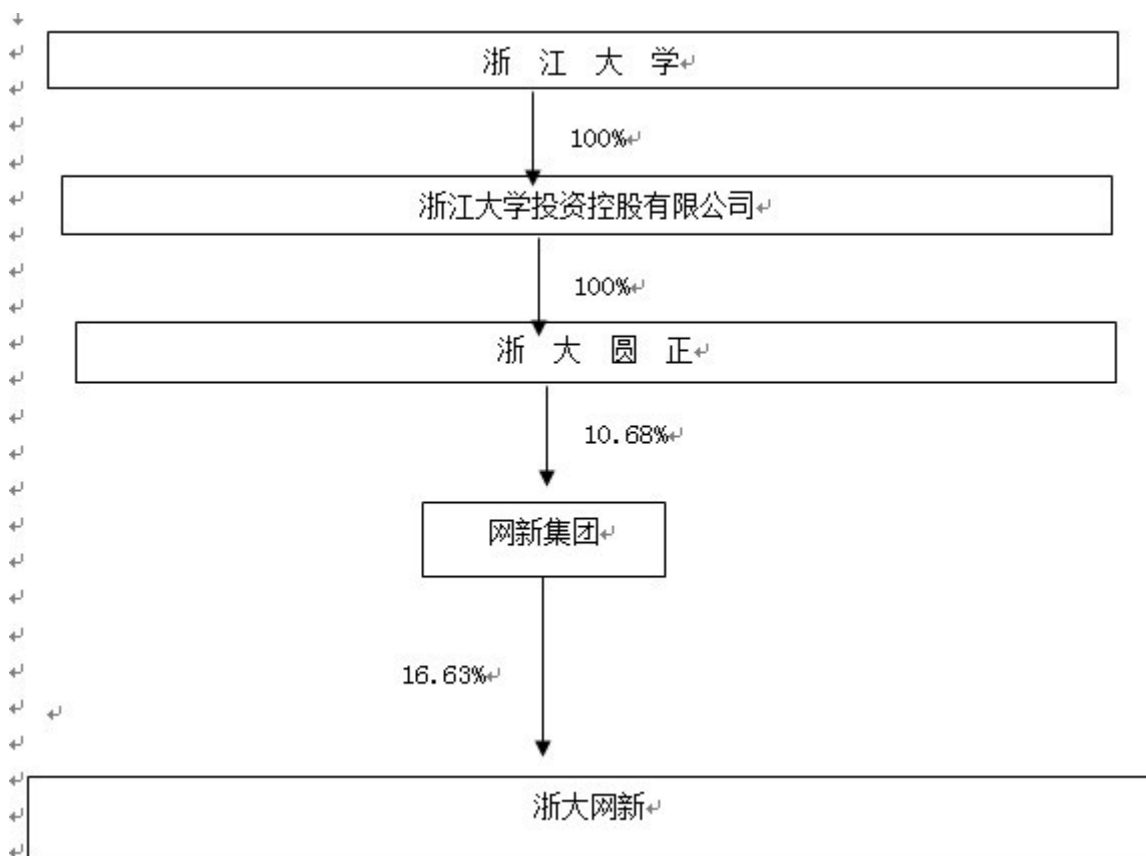 浙 江 大 学
100%
浙江大学投资控股有限公司
100%
浙 大 圆 正
10.68%
网新集团
16.63%
浙大网新